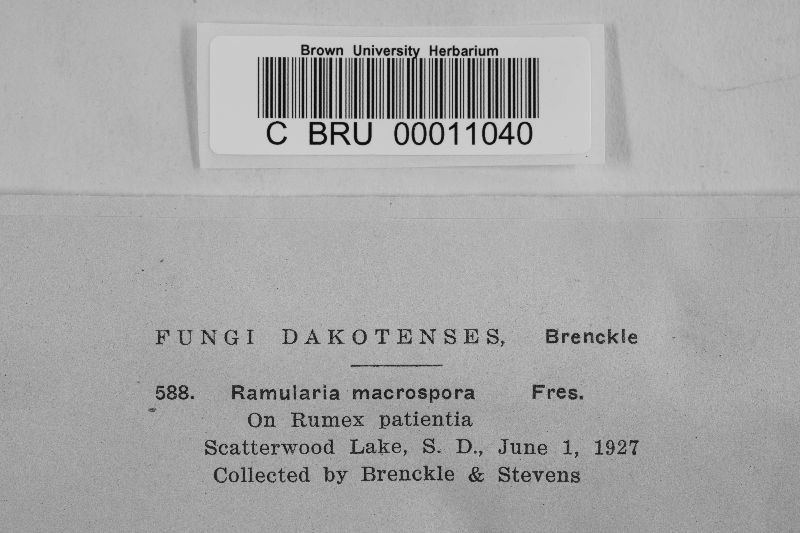 Brown University Herbarium
C BRU 00011040
FUNGI DAKOTENSES, Brenckle
588. Ramularia macrospora Fres.
On Rumex patientia
Scatterwood Lake, S. D., June 1, 1927
Collected by Brenckle & Stevens